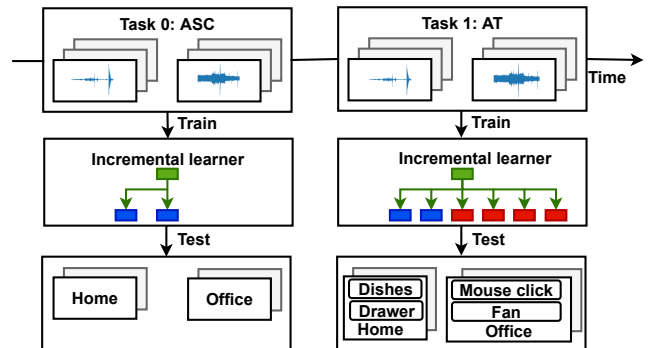 Task 0: ASC
Task 1: AT
Time
Train
Train
Incremental learner
Incremental learner
Test
Test
Home
Office
Dishes
Drawer
Home
Mouse click
Fan
Office